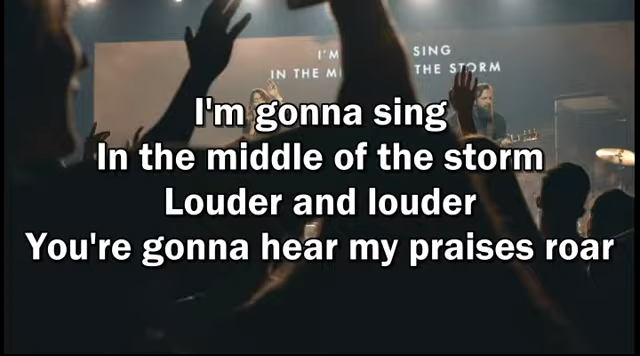 I'M SING
IN THE MI THE STORM
I'm gonna sing
In the middle of the storm
Louder and louder
You're gonna hear my praises roar